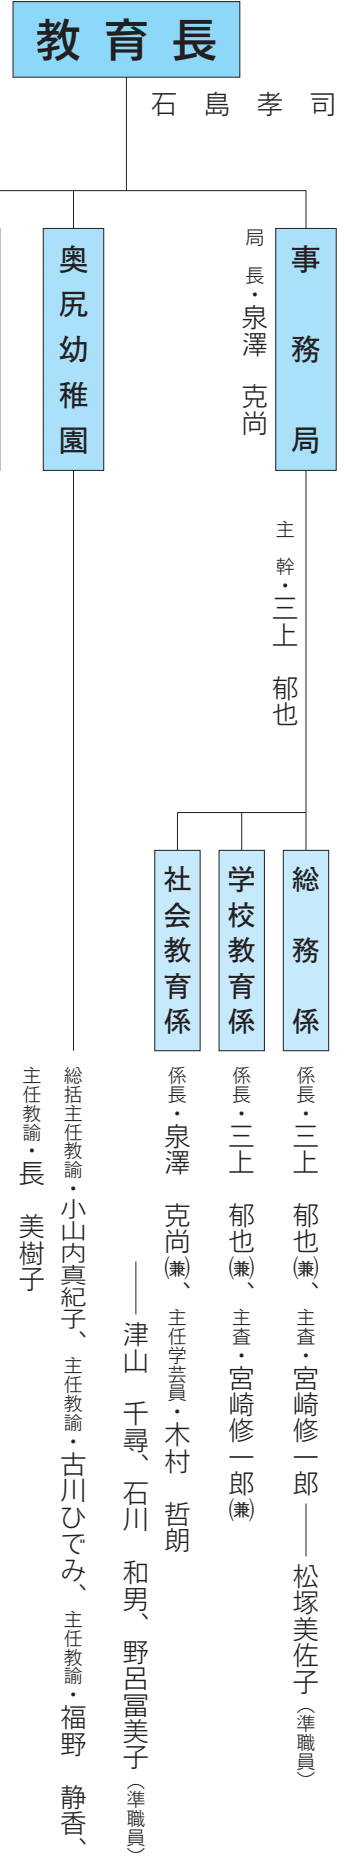 教育長
石島孝司
事務局
局長・泉澤　克尚
主幹・三上　郁也
総務係
係長・三上　郁也㈱、主査・宮崎修一郎 ―― 松塚美佐子（準職員）
学校教育係
係長・三上　郁也(兼)、主査・宮崎修一郎(兼)
社会教育係
係長・泉澤　克尚(兼)、主任学芸員・木村　哲朗
―― 津山　千尋、石川　和男、野呂冨美子（準職員）
奥尻幼稚園
総括主任教諭・小山内真紀子、主任教諭・古川ひでみ、主任教諭・福野　静香、
主任教諭・長　美樹子